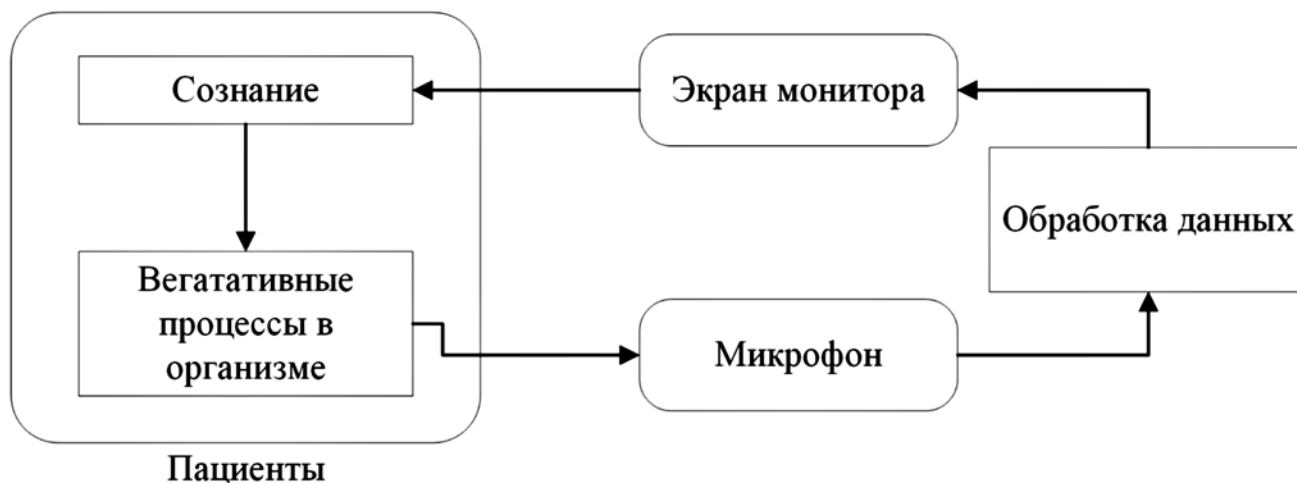 Сознание
Экран монитора
Обработка данных
Вегатативные
процессы в
организме
Микрофон
Пациенты